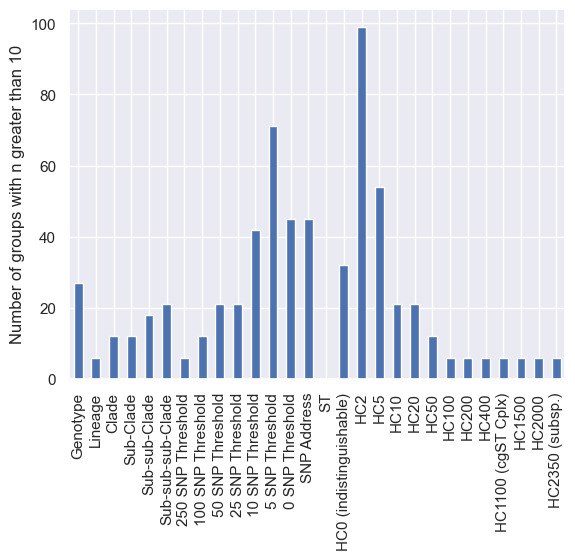 Number of groups with n greater than 10
100
80
60
40
20
0
Genotype
Lineage
Clade
Sub-Clade
Sub-sub-Clade
Sub-sub-sub-Clade
250 SNP Threshold
100 SNP Threshold
50 SNP Threshold
25 SNP Threshold
10 SNP Threshold
5 SNP Threshold
0 SNP Threshold
SNP Address
ST
HC0 (indistinguishable)
HC2
HC5
HC10
HC20
HC50
HC100
HC200
HC400
HC1100 (cgST Cplx)
HC1500
HC2000
HC2350 (subsp.)